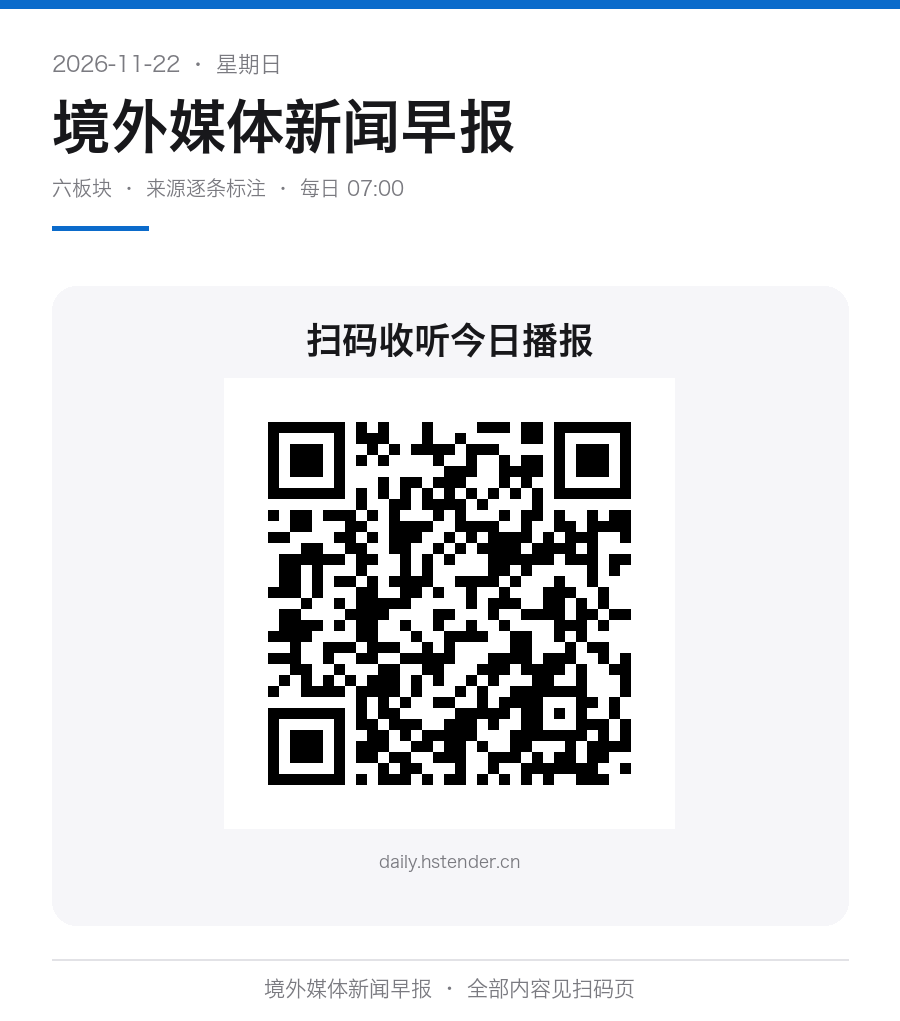 2026-11-22 · 星期日
境外媒体新闻早报
六板块 · 来源逐条标注 · 每日 07:00
扫码收听今日播报
daily.hstender.cn
境外媒体新闻早报 · 全部内容见扫码页